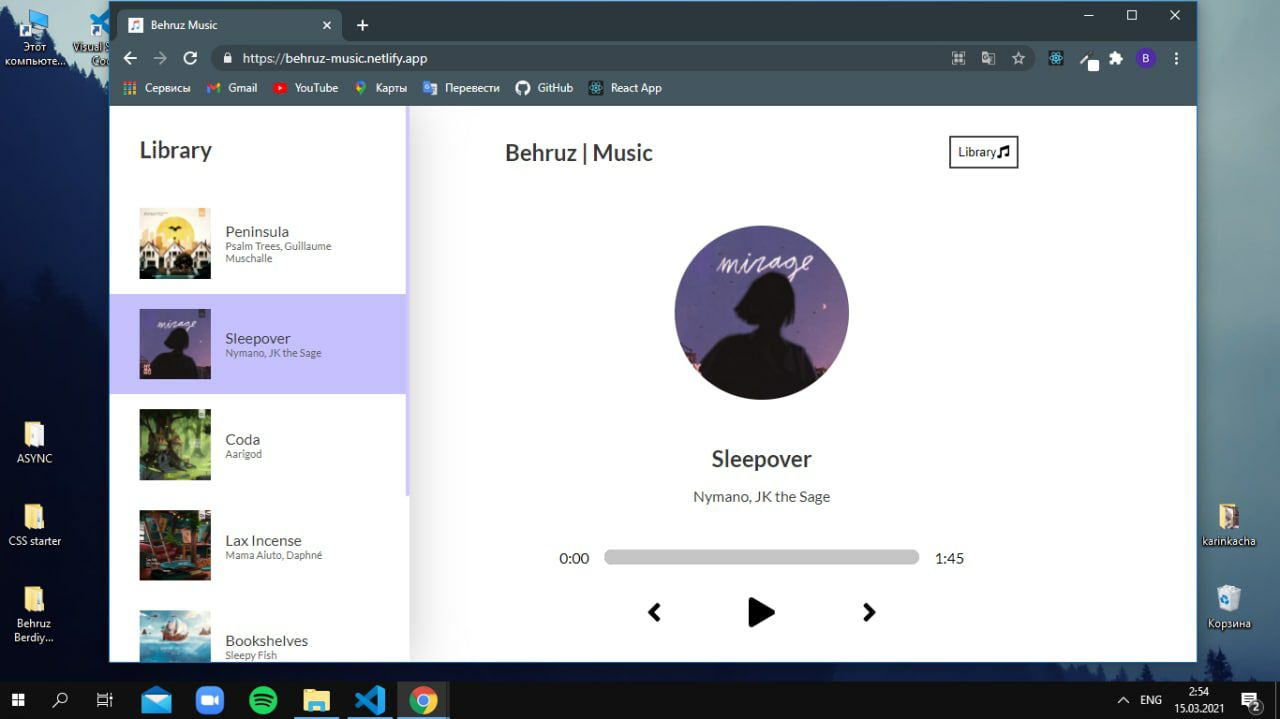 Этот
компьюте...
Visual S
Coc
ASYNC
CSS starter
Behruz
Berdiy...
Behruz Music
https://behruz-music.netlify.app
B
Сервисы
Gmail
YouTube
Карты
Перевести
GitHub
React App
Library
Peninsula
Psalm Trees, Guillaume
Muschalle
Sleepover
Nymano, JK the Sage
Coda
Aarigod
Lax Incense
Mama Aiuto, Daphné
Bookshelves
Sleepy Fish
Behruz | Music
Library
mirage
Sleepover
Nymano, JK the Sage
0:00
1:45
karinkacha
Корзина
ENG
2:54
15.03.2021
2